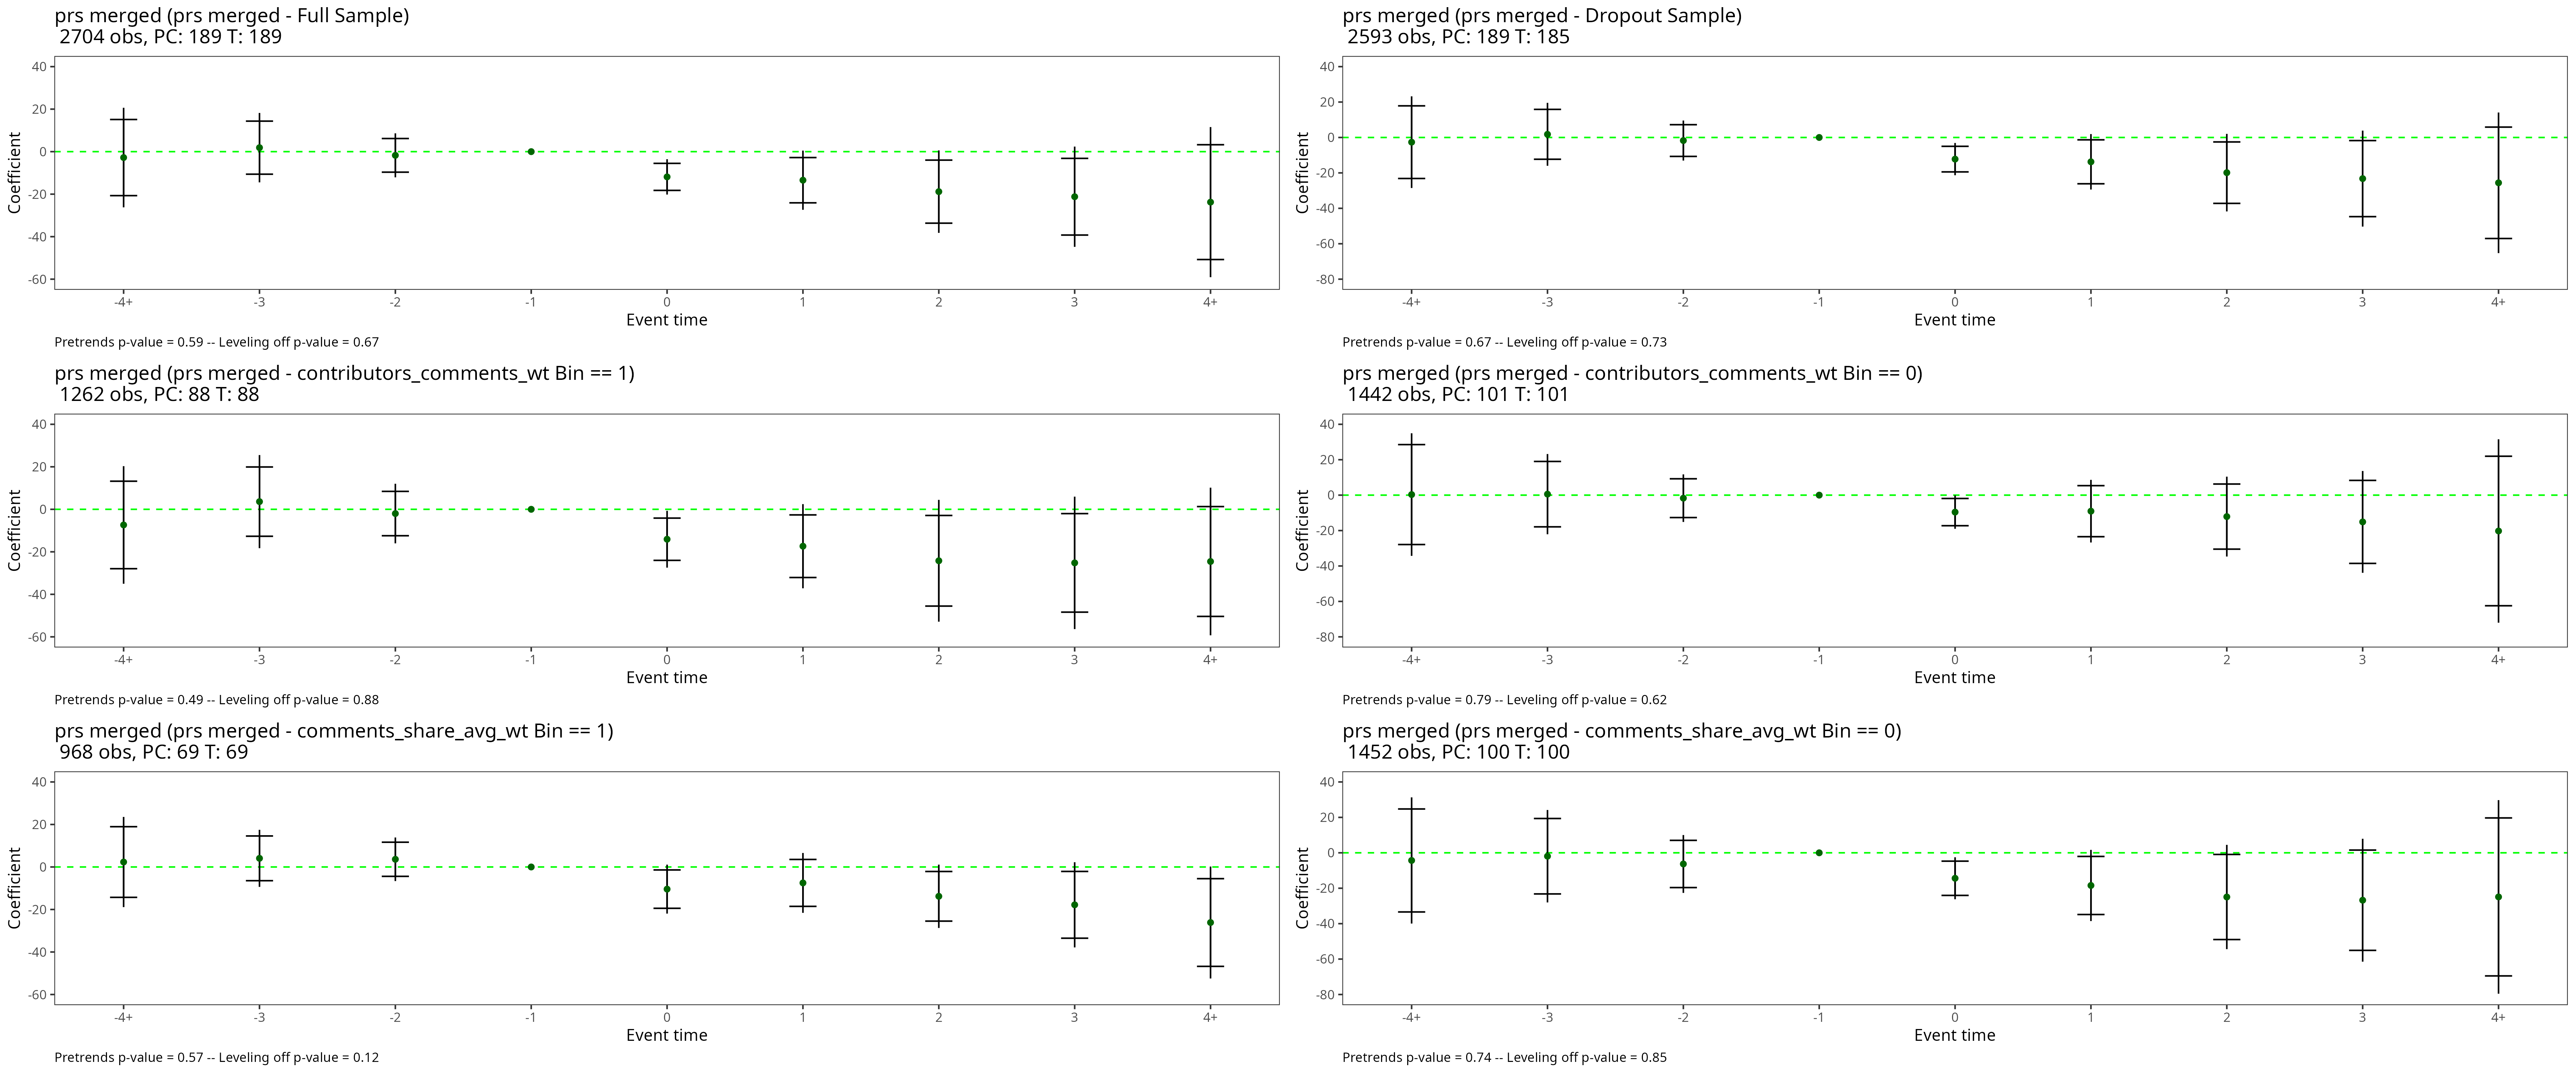 prs merged (prs merged - Full Sample)
2704 obs, PC: 189 T: 189
40
20
0
-20
-40
-60
Coefficient
-4+ -3 -2 -1 0 1 2 3 4+
Event time
Pretrends p-value = 0.59 -- Leveling off p-value = 0.67
prs merged (prs merged - Dropout Sample)
2593 obs, PC: 189 T: 185
40
20
0
-20
-40
-60
-80
Coefficient
-4+ -3 -2 -1 0 1 2 3 4+
Event time
Pretrends p-value = 0.67 -- Leveling off p-value = 0.73
prs merged (prs merged - contributors_comments_wt Bin == 1)
1262 obs, PC: 88 T: 88
40
20
0
-20
-40
-60
Coefficient
-4+ -3 -2 -1 0 1 2 3 4+
Event time
Pretrends p-value = 0.49 -- Leveling off p-value = 0.88
prs merged (prs merged - contributors_comments_wt Bin == 0)
1442 obs, PC: 101 T: 101
40
20
0
-20
-40
-60
-80
Coefficient
-4+ -3 -2 -1 0 1 2 3 4+
Event time
Pretrends p-value = 0.79 -- Leveling off p-value = 0.62
prs merged (prs merged - comments_share_avg_wt Bin == 1)
968 obs, PC: 69 T: 69
40
20
0
-20
-40
-60
Coefficient
-4+ -3 -2 -1 0 1 2 3 4+
Event time
Pretrends p-value = 0.57 -- Leveling off p-value = 0.12
prs merged (prs merged - comments_share_avg_wt Bin == 0)
1452 obs, PC: 100 T: 100
40
20
0
-20
-40
-60
-80
Coefficient
-4+ -3 -2 -1 0 1 2 3 4+
Event time
Pretrends p-value = 0.74 -- Leveling off p-value = 0.85